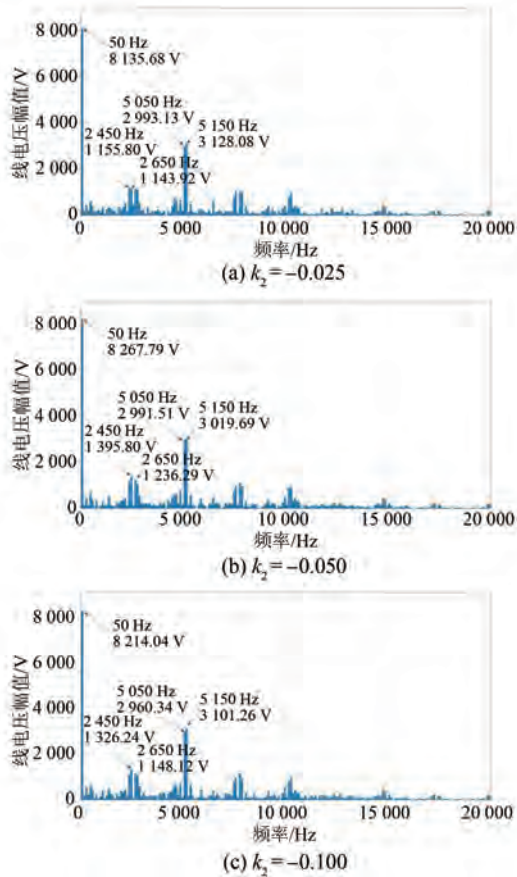 线电压幅值/V
8 000
6 000
4 000
2 000
0
50 Hz
8 135.68 V
5 050 Hz
2 993.13 V
5 150 Hz
3 128.08 V
2 450 Hz
1 155.80 V
2 650 Hz
1 143.92 V
0
5 000
10 000
15 000
20 000
频率/Hz
(a) k₂ = −0.025
线电压幅值/V
8 000
6 000
4 000
2 000
0
50 Hz
8 267.79 V
5 050 Hz
2 991.51 V
5 150 Hz
3 019.69 V
2 450 Hz
1 395.80 V
2 650 Hz
1 236.29 V
0
5 000
10 000
15 000
20 000
频率/Hz
(b) k₂ = −0.050
线电压幅值/V
8 000
6 000
4 000
2 000
0
50 Hz
8 214.04 V
5 050 Hz
2 960.34 V
5 150 Hz
3 101.26 V
2 450 Hz
1 326.24 V
2 650 Hz
1 148.12 V
0
5 000
10 000
15 000
20 000
频率/Hz
(c) k₂ = −0.100